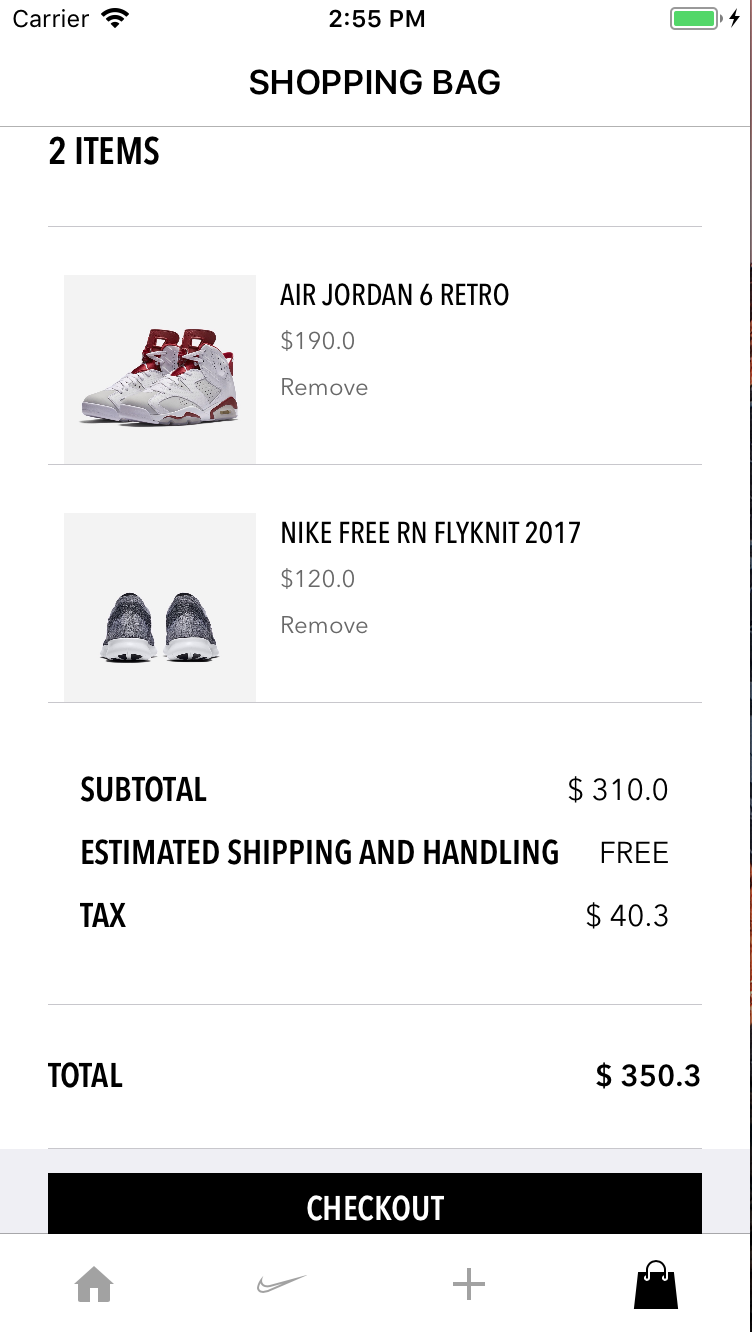 Carrier 2:55 PM
SHOPPING BAG
2 ITEMS
AIR JORDAN 6 RETRO
$190.0
Remove
NIKE FREE RN FLYKNIT 2017
$120.0
Remove
SUBTOTAL $ 310.0
ESTIMATED SHIPPING AND HANDLING FREE
TAX $ 40.3
TOTAL $ 350.3
CHECKOUT